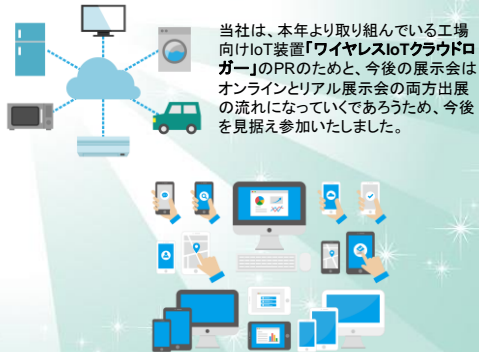 当社は、本年より取り組んでいる工場
向けIoT装置「ワイヤレスIoTクラウドロ
ガー」のPRのためと、今後の展示会は
オンラインとリアル展示会の両方出展
の流れになっていくであろうため、今後
を見据え参加いたしました。